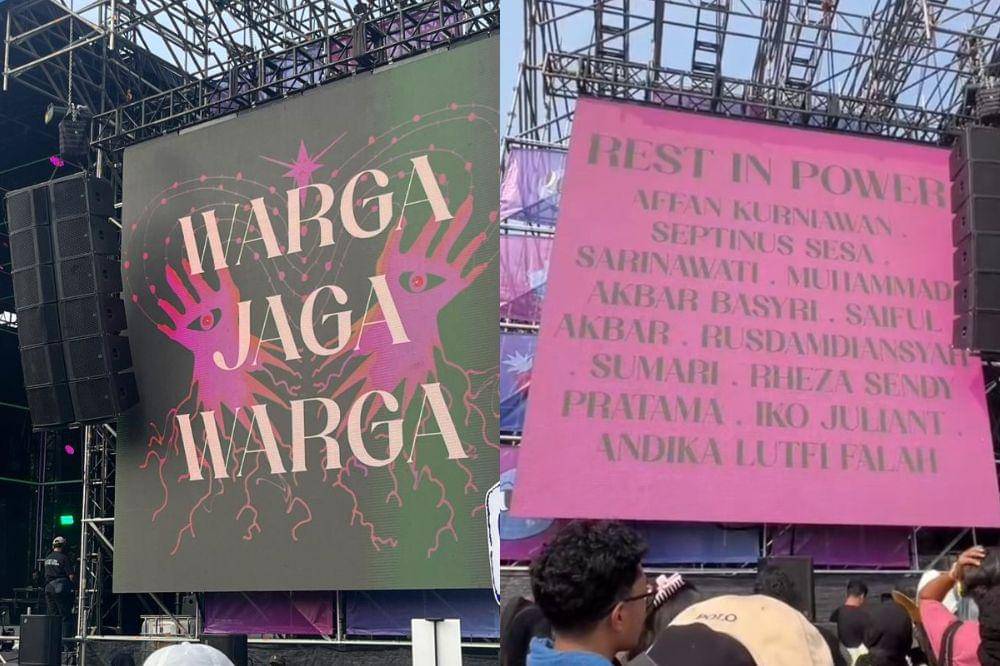 WARGA
JAGA
WARGA
REST IN POWER
AFFAN KURNIAWAN .
SEPTINUS SESA .
SARINAWATI . MUHAMMAD
AKBAR BASYRI . SAIFUL
AKBAR . RUSDAMDIANSYAH
. SUMARI . RHEZA SENDY
PRATAMA . IKO JULIANT .
ANDIKA LUTFI FALAH
POLO